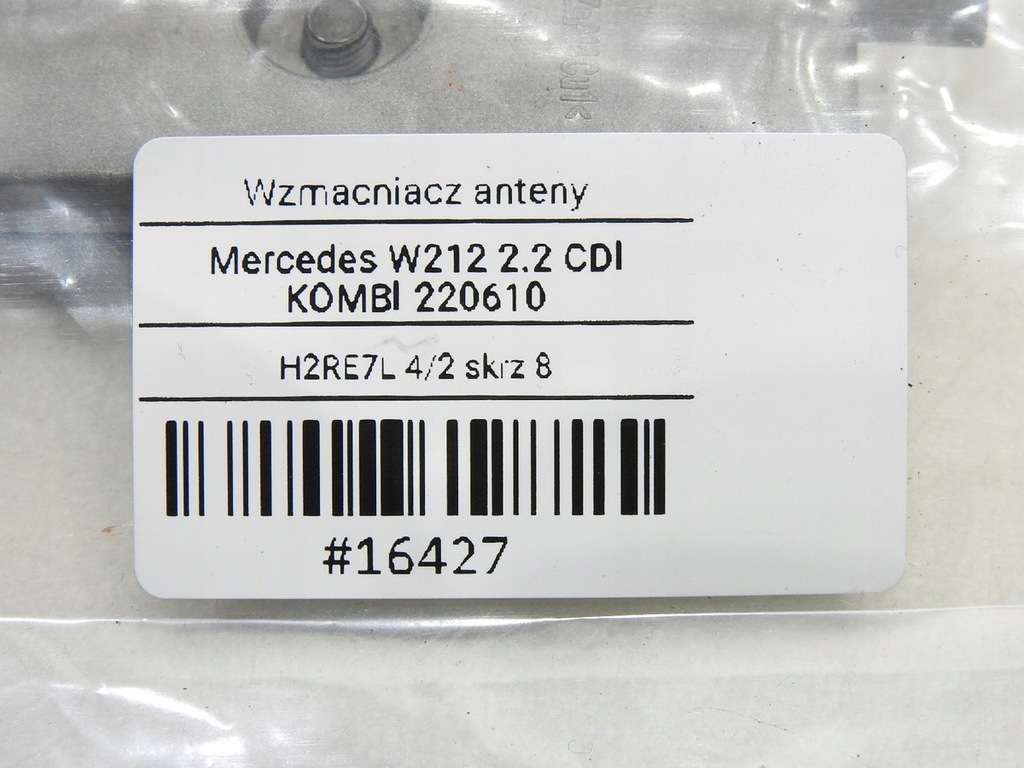 Wzmacniacz anteny
Mercedes W212 2.2 CDI
KOMBI 220610
H2RE7L 4/2 skrz 8
#16427